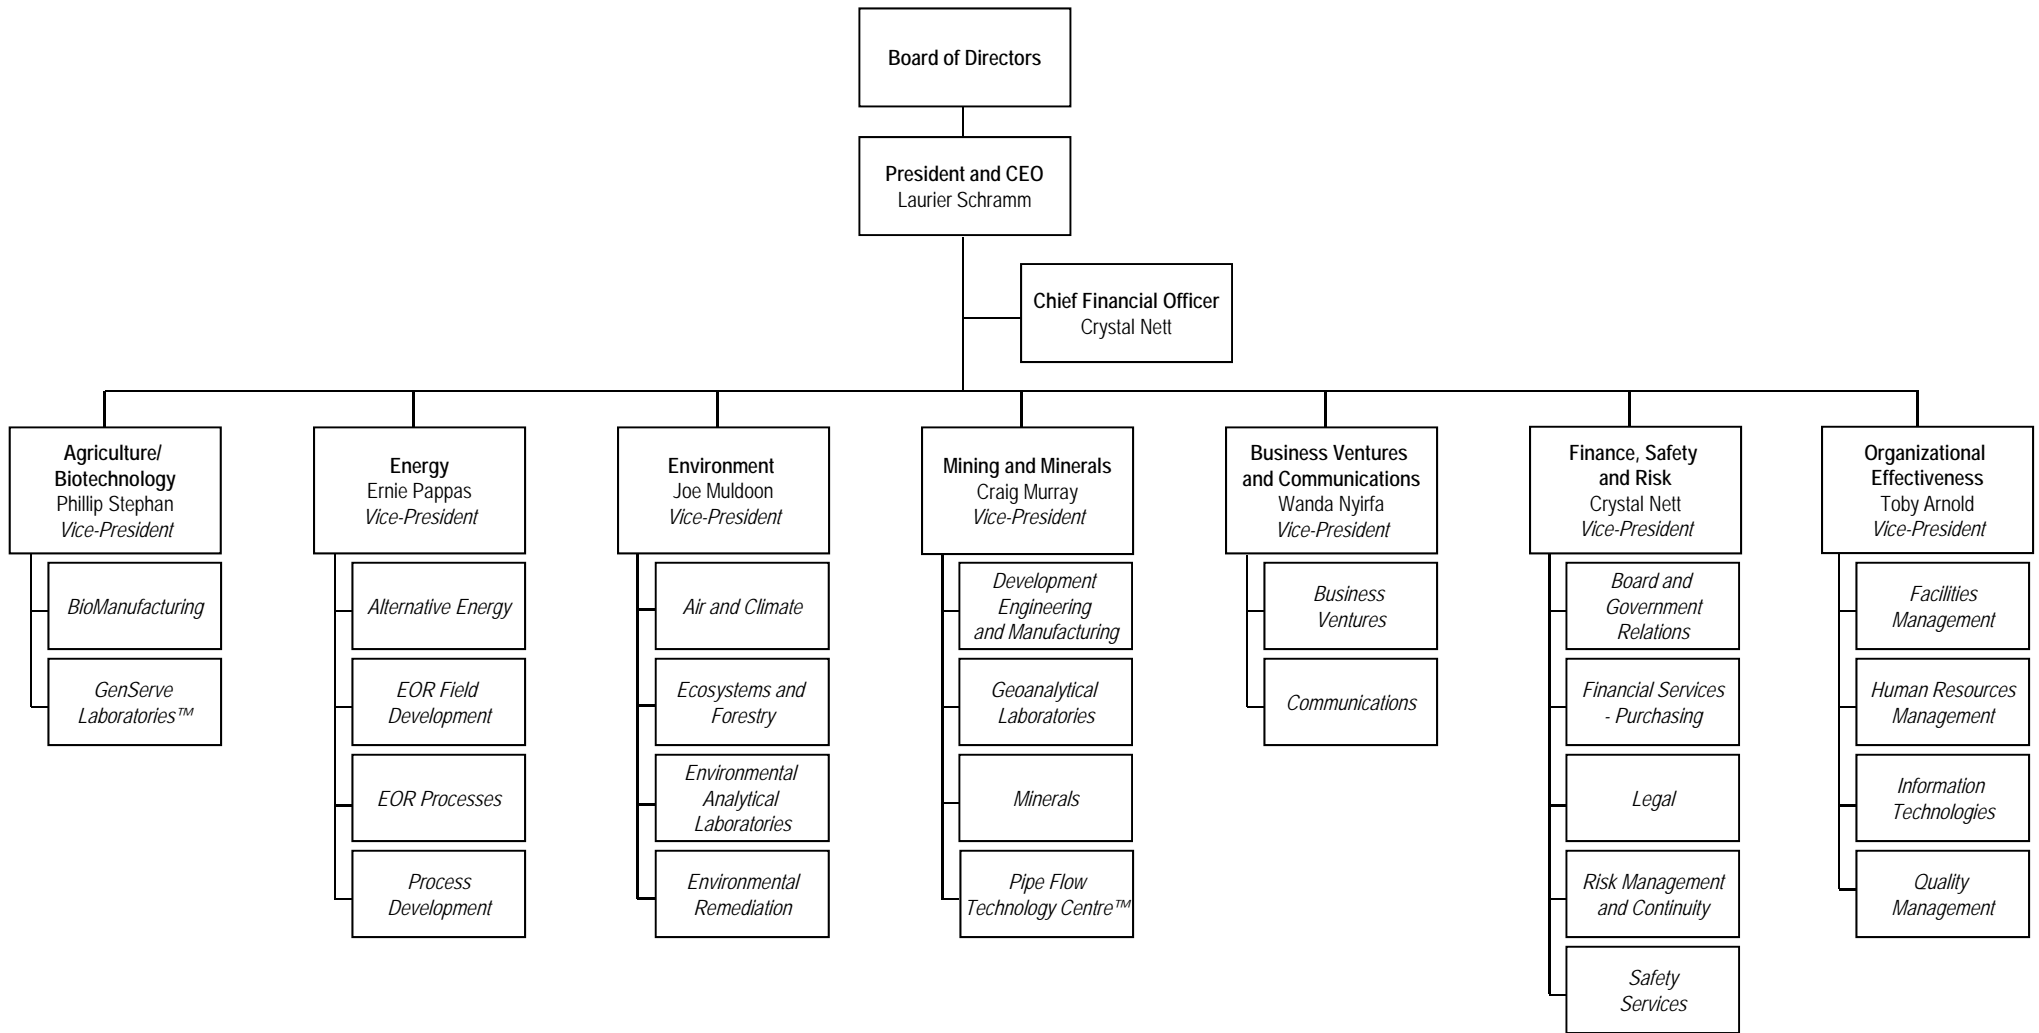 Board of Directors
President and CEO
Laurier Schramm
Chief Financial Officer
Crystal Nett
Agriculture/
Biotechnology
Phillip Stephan
Vice-President
BioManufacturing
GenServe
Laboratories™
Energy
Ernie Pappas
Vice-President
Alternative Energy
EOR Field
Development
EOR Processes
Process
Development
Environment
Joe Muldoon
Vice-President
Air and Climate
Ecosystems and
Forestry
Environmental
Analytical
Laboratories
Environmental
Remediation
Mining and Minerals
Craig Murray
Vice-President
Development
Engineering
and Manufacturing
Geoanalytical
Laboratories
Minerals
Pipe Flow
Technology Centre™
Business Ventures
and Communications
Wanda Nyirfa
Vice-President
Business
Ventures
Communications
Finance, Safety
and Risk
Crystal Nett
Vice-President
Board and
Government
Relations
Financial Services
- Purchasing
Legal
Risk Management
and Continuity
Safety
Services
Organizational
Effectiveness
Toby Arnold
Vice-President
Facilities
Management
Human Resources
Management
Information
Technologies
Quality
Management